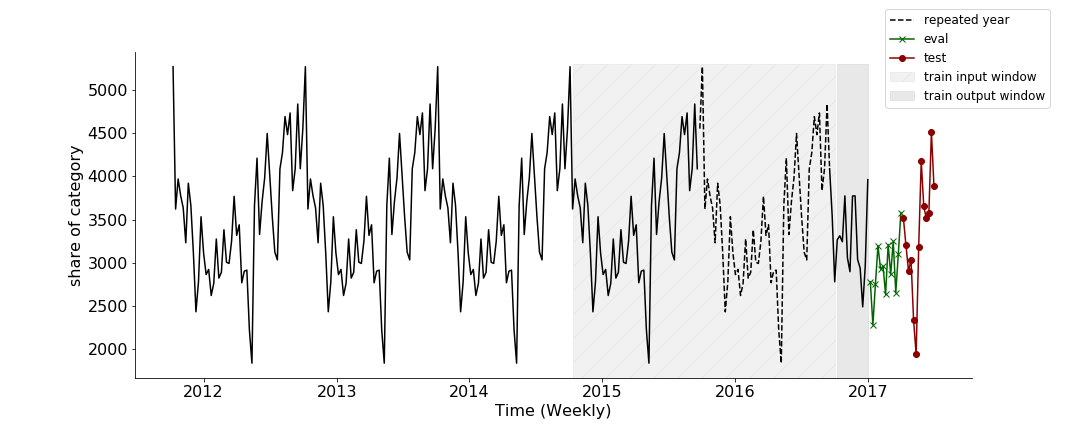 repeated year
eval
test
train input window
train output window
5000
4500
4000
3500
3000
2500
2000
share of category
2012
2013
2014
2015
2016
2017
Time (Weekly)